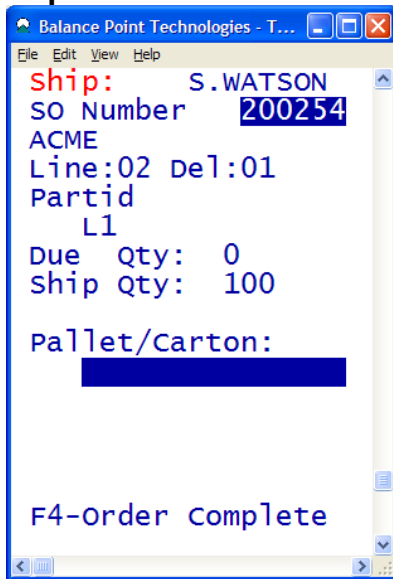 Balance Point Technologies - T...
File Edit View Help
Ship: S.WATSON
SO Number 200254
ACME
Line:02 Del:01
Partid
L1
Due Qty: 0
Ship Qty: 100
Pallet/Carton:
F4-Order Complete